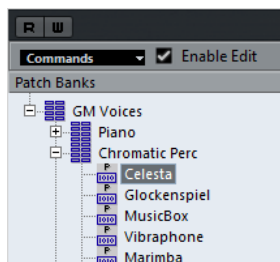 R W
Commands Enable Edit
Patch Banks
GM Voices
Piano
Chromatic Perc
P Celesta
P Glockenspiel
P MusicBox
P Vibraphone
P Marimba